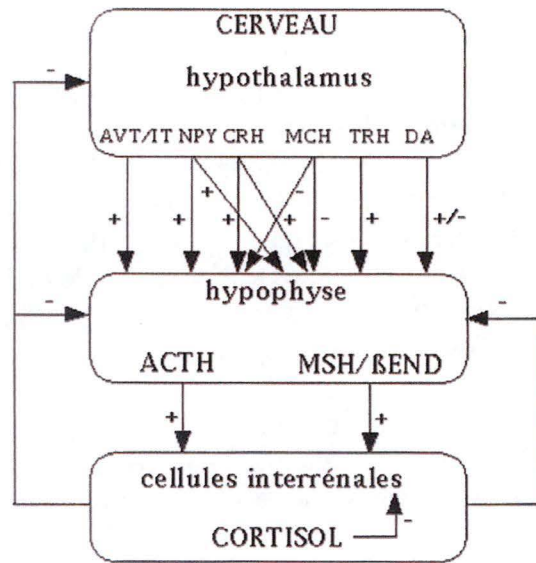 CERVEAU
hypothalamus
AVT/IT NPY CRH MCH TRH DA
-
+ - 
+ + + + - + +/-
hypophyse
- -
ACTH MSH/ßEND
+ +
cellules interrénales
CORTISOL -